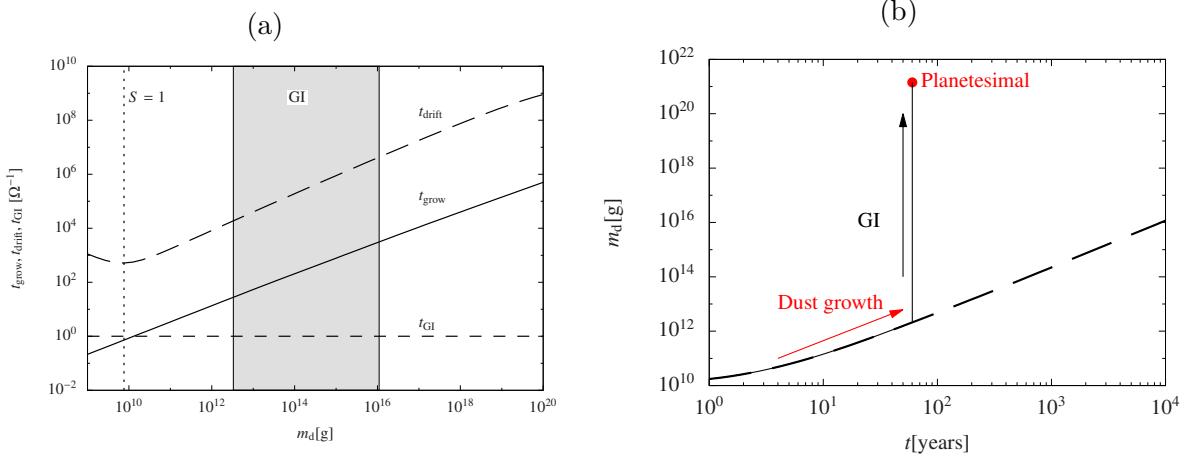 (a)
10^10
10^8
10^6
10^4
10^2
10^0
10^−2
t_grow, t_drift, t_GI [Ω^−1]
S = 1
GI
t_drift
t_grow
t_GI
10^10 10^12 10^14 10^16 10^18 10^20
m_d[g]
(b)
10^22
10^20
10^18
10^16
10^14
10^12
10^10
m_d[g]
Planetesimal
GI
Dust growth
10^0 10^1 10^2 10^3 10^4
t[years]